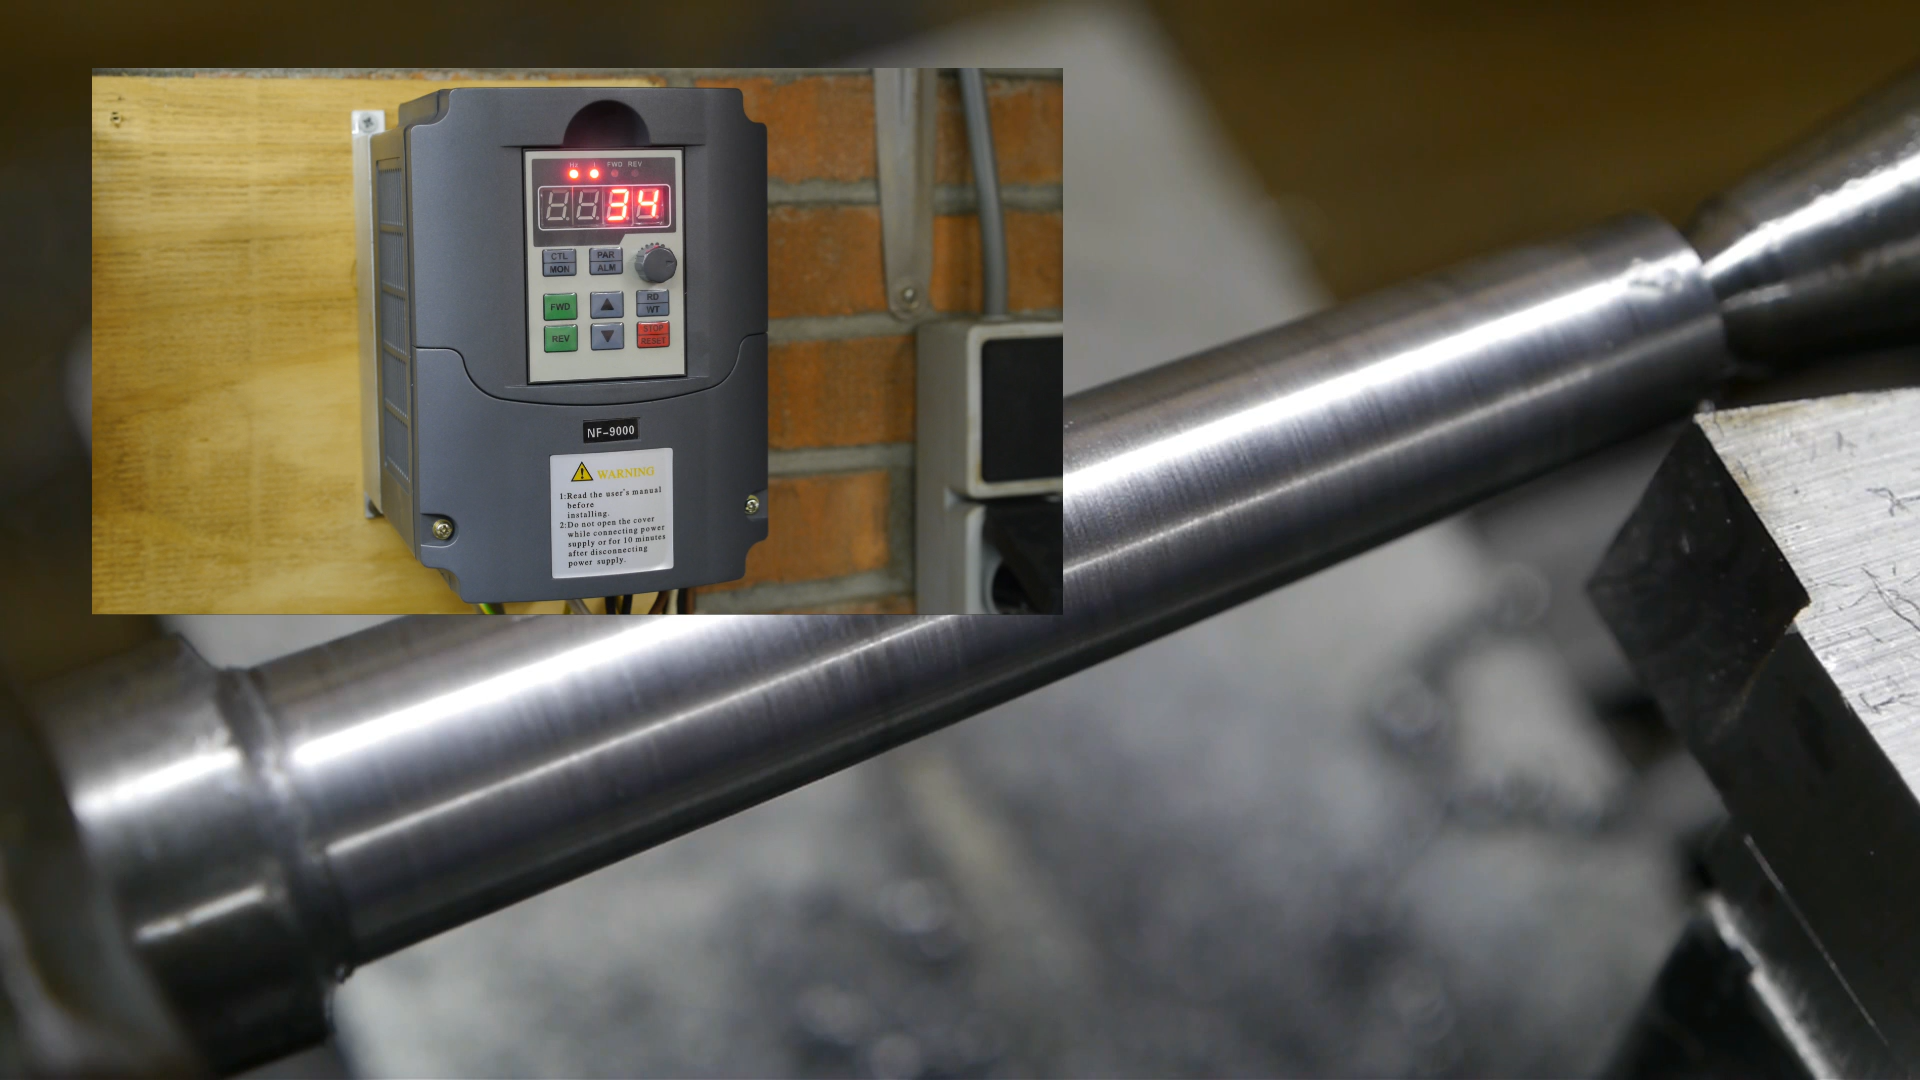 Hz FWD REV
34
CTL
MON
PAR
ALM
FWD
▲
RD
WT
REV
▼
STOP
RESET
NF-9000
WARNING
1:Read the user's manual
before
installing.
2:Do not open the cover
while connecting power
supply or for 10 minutes
after disconnecting
power supply.